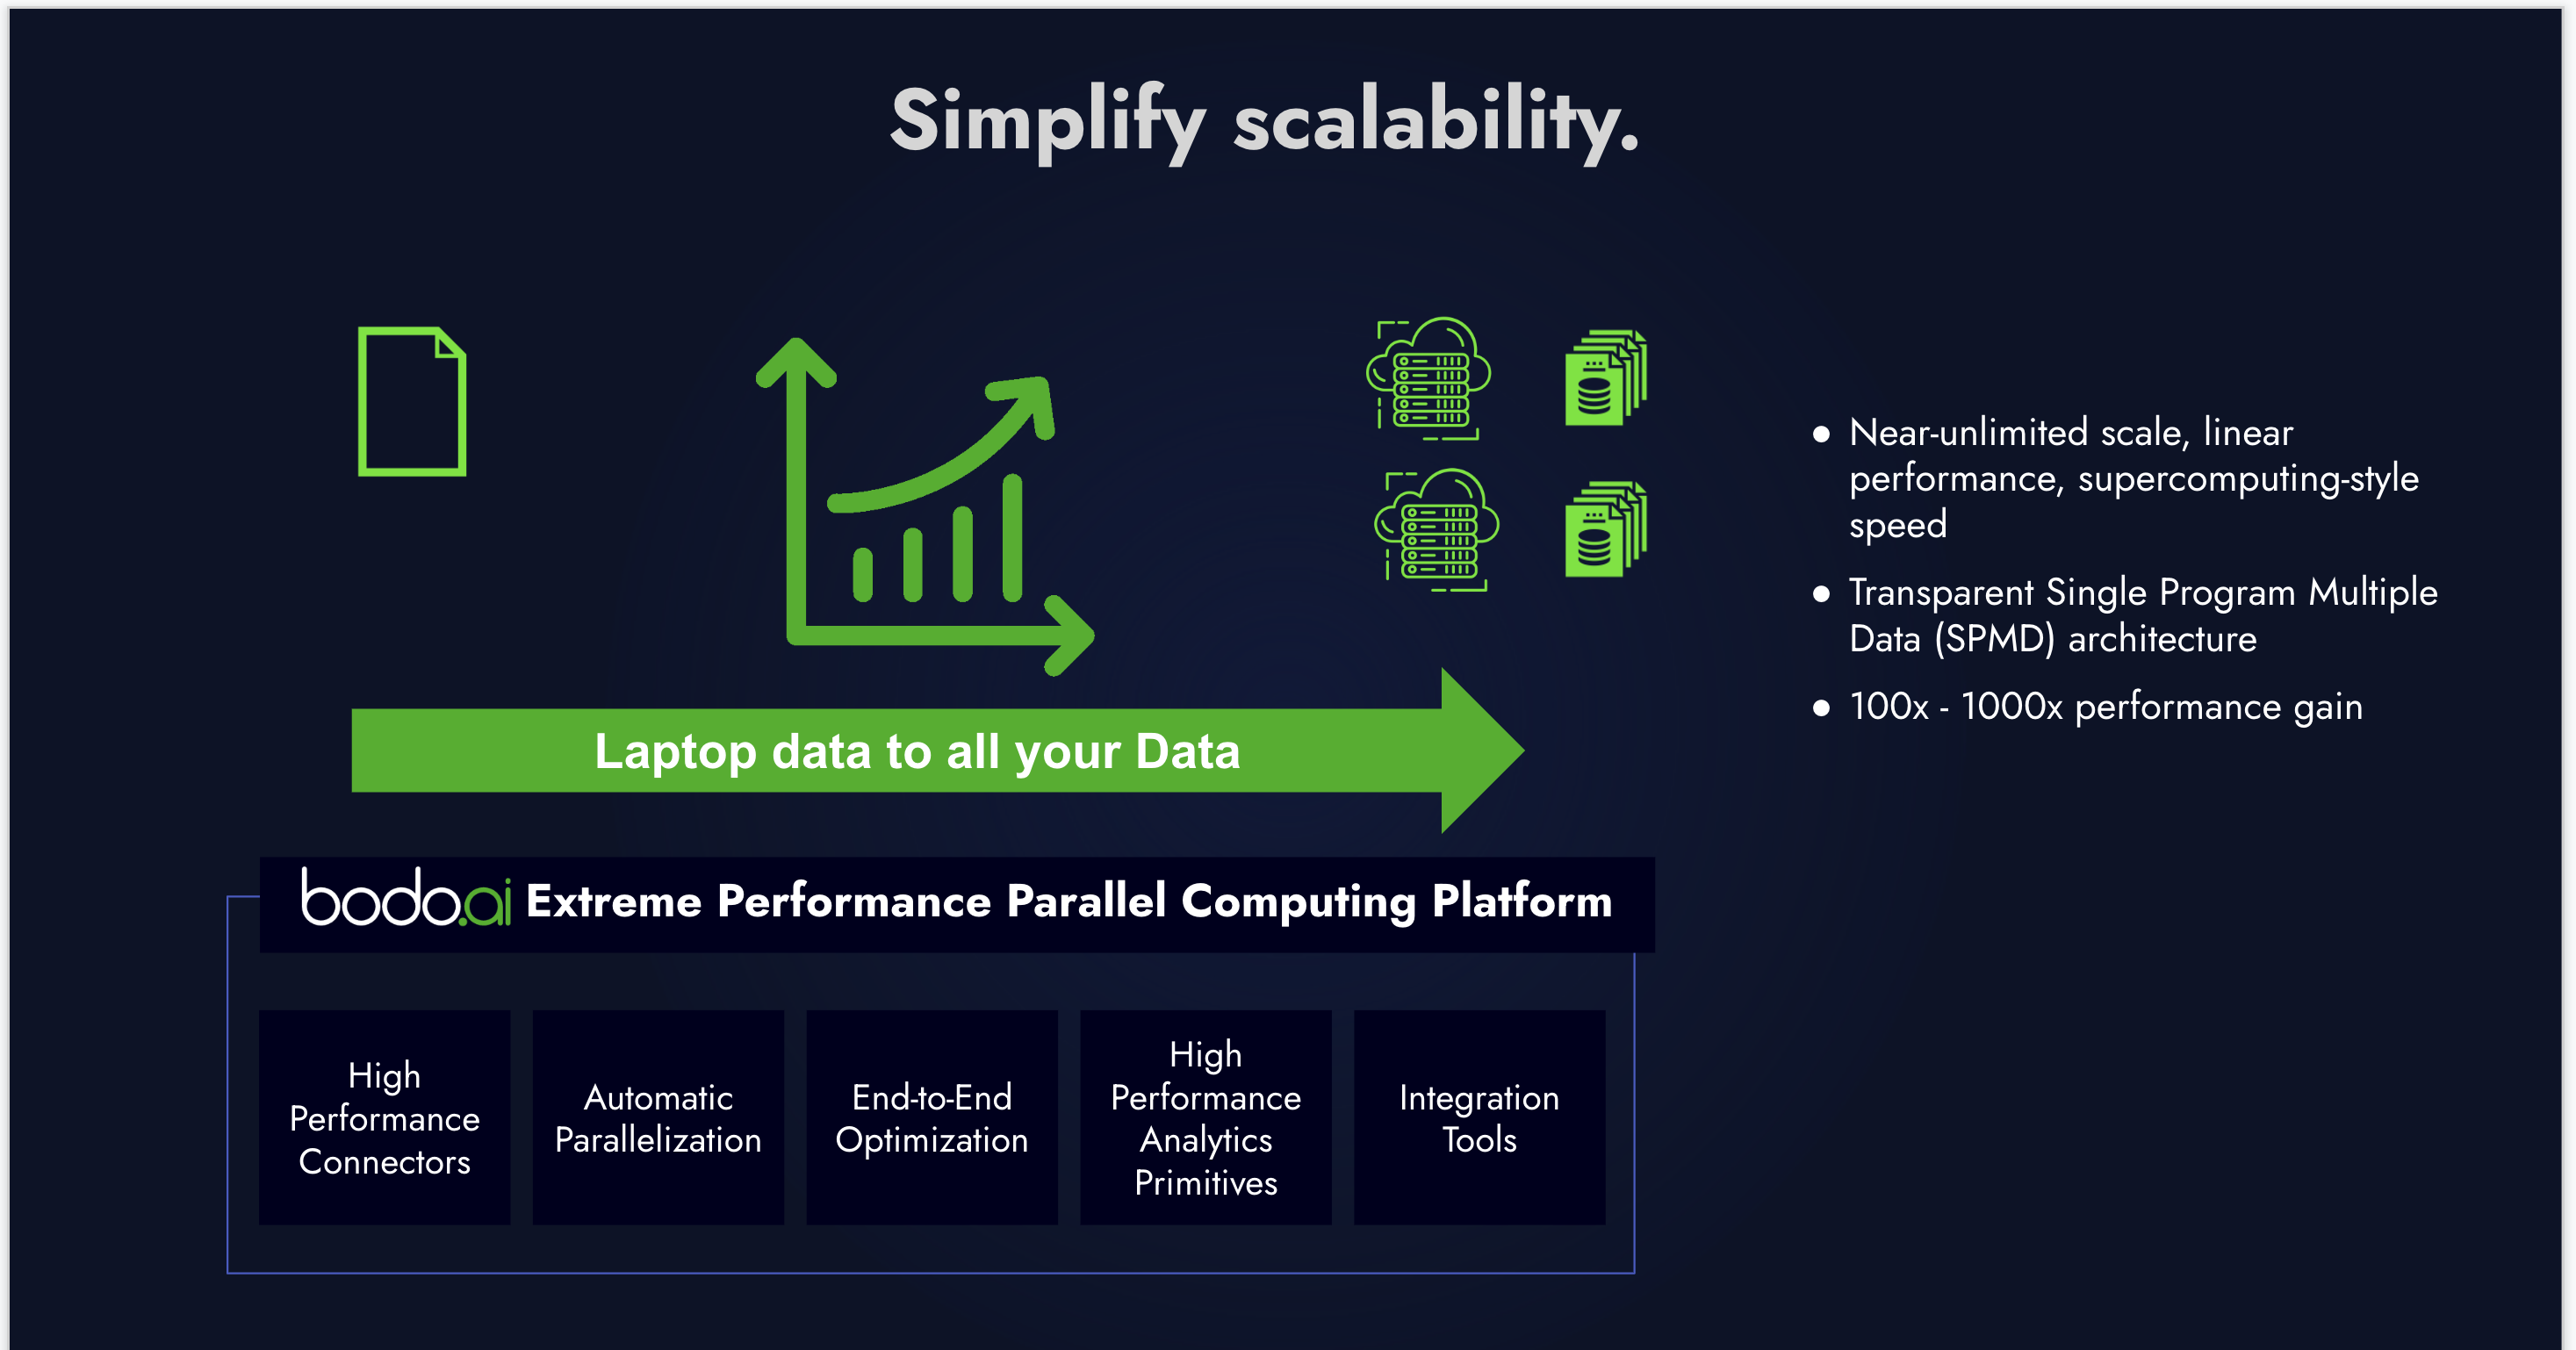 Simplify scalability.
Laptop data to all your Data
● Near-unlimited scale, linear
performance, supercomputing-style
speed
● Transparent Single Program Multiple
Data (SPMD) architecture
● 100x - 1000x performance gain
bodo.ai Extreme Performance Parallel Computing Platform
High
Performance
Connectors
Automatic
Parallelization
End-to-End
Optimization
High
Performance
Analytics
Primitives
Integration
Tools